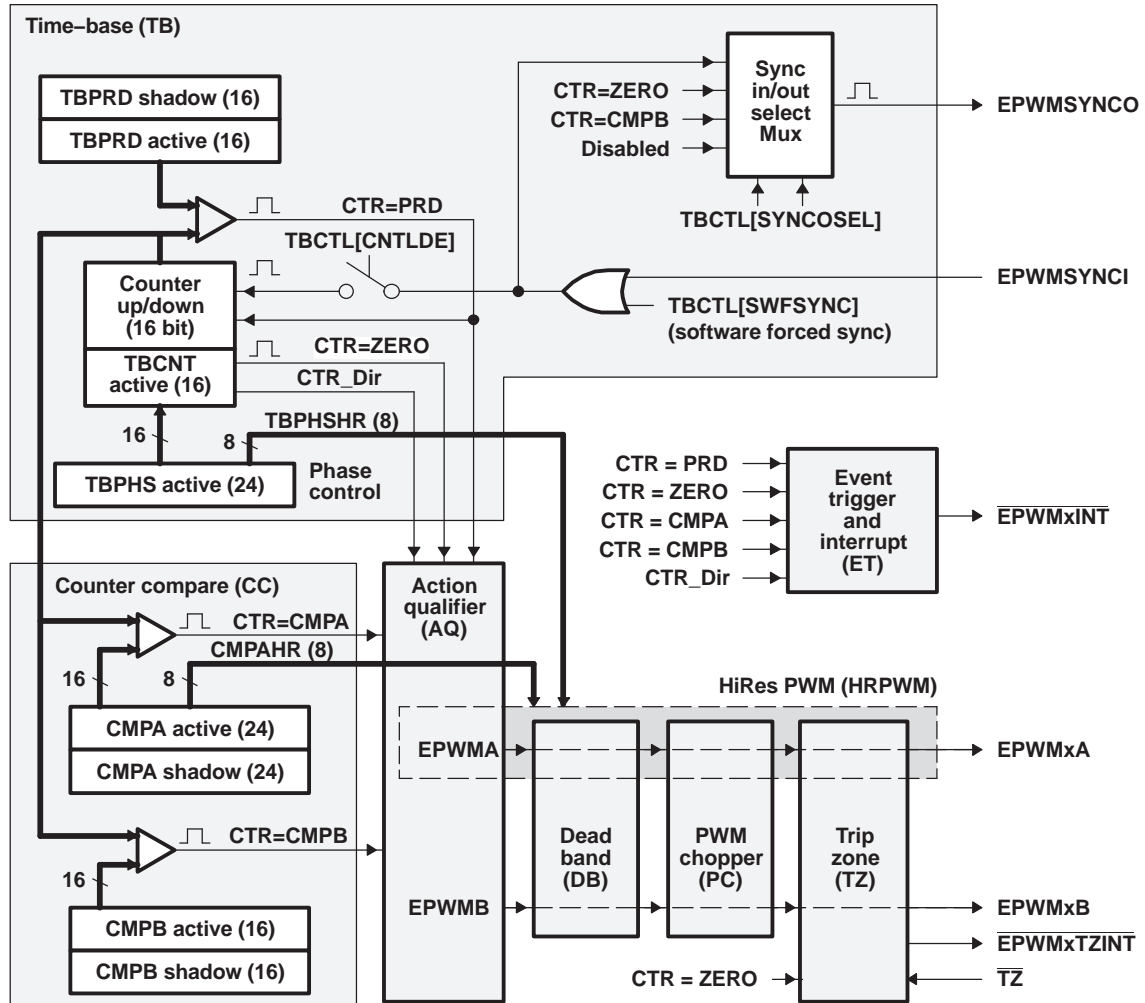 Time–base (TB)
TBPRD shadow (16)
TBPRD active (16)
CTR=ZERO
CTR=CMPB
Disabled
Sync
in/out
select
Mux
EPWMSYNCO
TBCTL[SYNCOSEL]
CTR=PRD
TBCTL[CNTLDE]
Counter
up/down
(16 bit)
EPWMSYNCI
TBCTL[SWFSYNC]
(software forced sync)
TBCNT
active (16)
CTR=ZERO
CTR_Dir
16
8
TBPHSHR (8)
TBPHS active (24)
Phase
control
CTR = PRD
CTR = ZERO
CTR = CMPA
CTR = CMPB
CTR_Dir
Event
trigger
and
interrupt
(ET)
EPWMxINT
Counter compare (CC)
Action
qualifier
(AQ)
CTR=CMPA
CMPAHR (8)
16
8
HiRes PWM (HRPWM)
CMPA active (24)
CMPA shadow (24)
EPWMA
EPWMxA
CTR=CMPB
16
Dead
band
(DB)
PWM
chopper
(PC)
Trip
zone
(TZ)
CMPB active (16)
CMPB shadow (16)
EPWMB
EPWMxB
EPWMxTZINT
CTR = ZERO
TZ